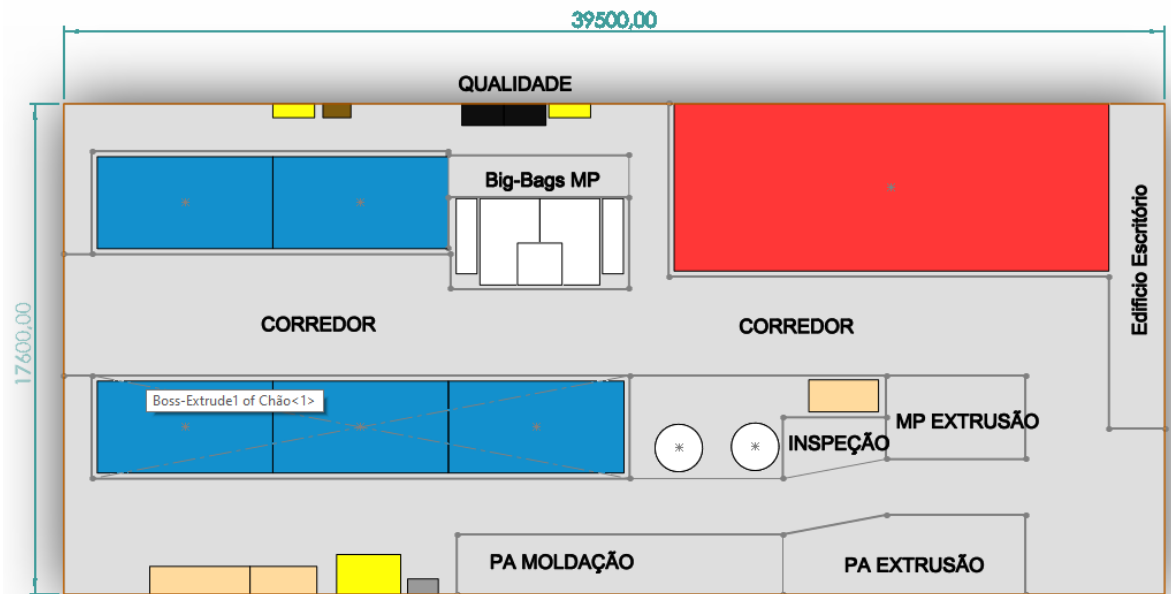 39500,00
QUALIDADE
Big-Bags MP
Edifício Escritório
17600,00
CORREDOR
CORREDOR
Boss-Extrude1 of Chão<1>
MP EXTRUSÃO
INSPEÇÃO
PA MOLDAÇÃO
PA EXTRUSÃO